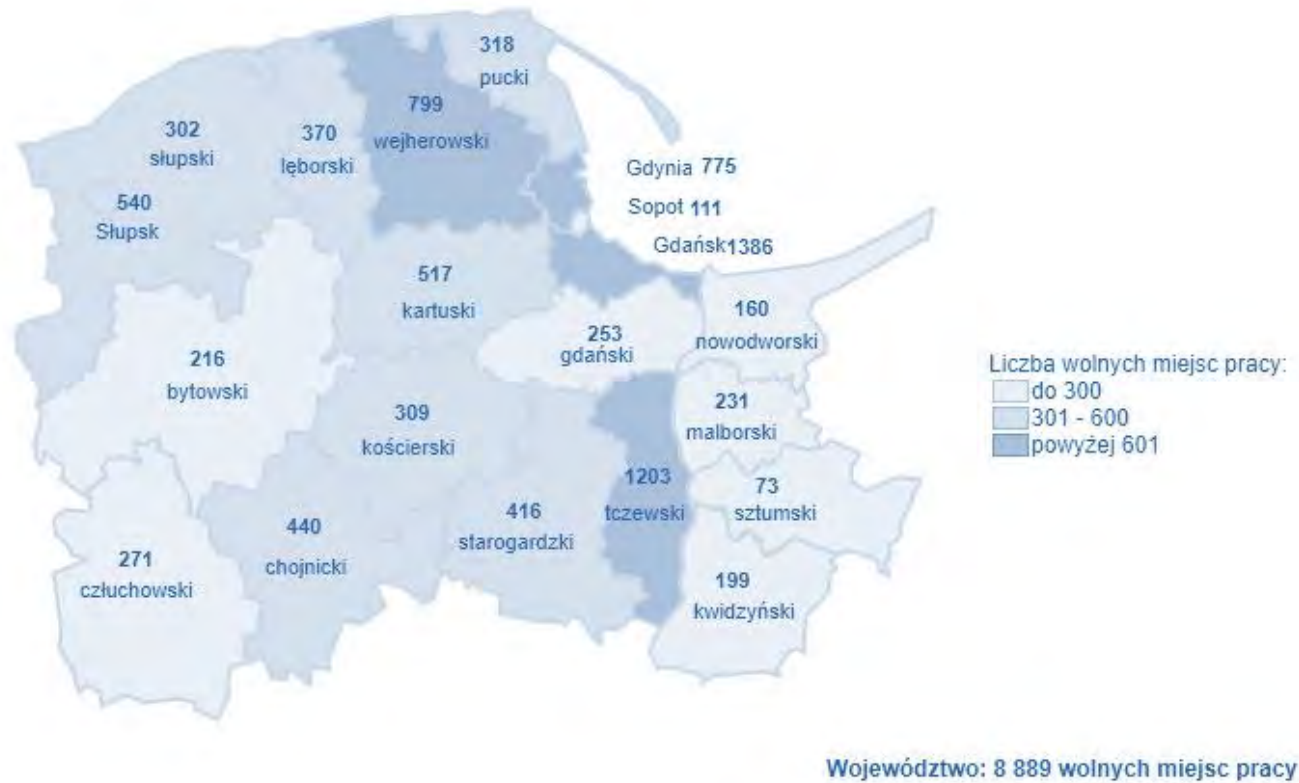 318
pucki
799
wejherowski
302
słupski
370
lęborski
Gdynia 775
540
Słupsk
Sopot 111
Gdańsk1386
517
kartuski
160
nowodworski
253
gdański
216
bytowski
Liczba wolnych miejsc pracy:
do 300
301 - 600
powyżej 601
309
kościerski
231
malborski
1203
tczewski
73
sztumski
416
starogardzki
440
chojnicki
271
człuchowski
199
kwidzyński
Województwo: 8 889 wolnych miejsc pracy